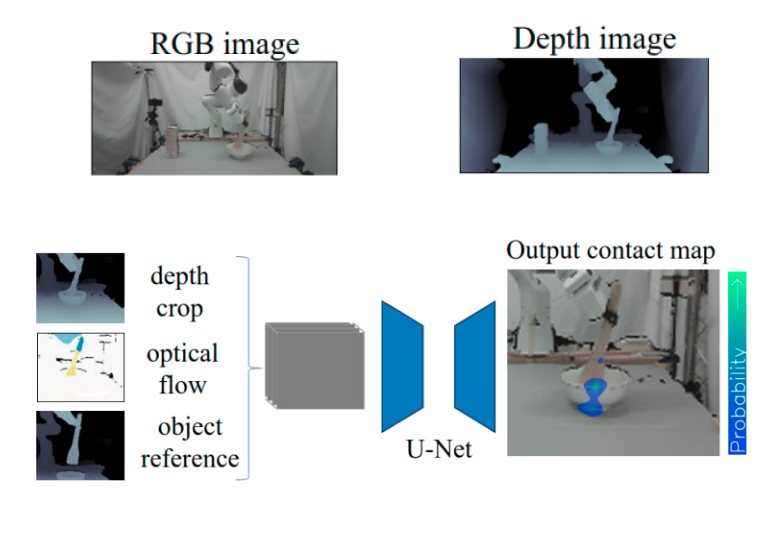 RGB image
Depth image
depth
crop
optical
flow
object
reference
U-Net
Output contact map
Probability